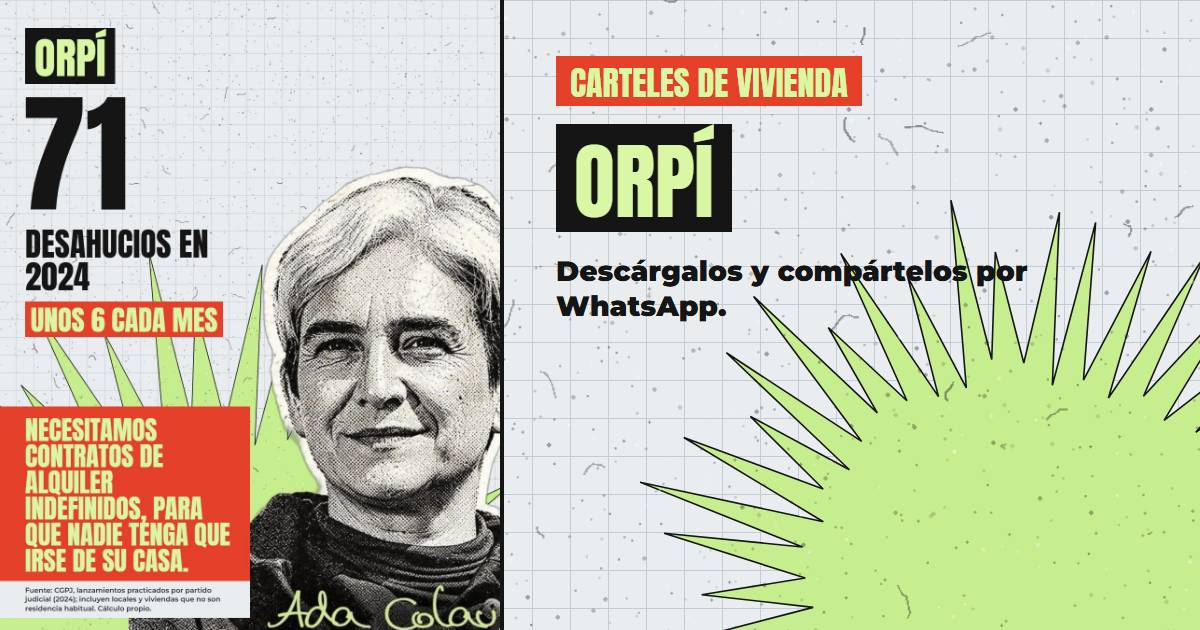 ORPÍ
71
DESAHUCIOS EN
2024
UNOS 6 CADA MES
NECESITAMOS
CONTRATOS DE
ALQUILER
INDEFINIDOS, PARA
QUE NADIE TENGA QUE
IRSE DE SU CASA.
Fuente: CGPJ, lanzamientos practicados por partido
judicial (2024); incluyen locales y viviendas que no son
residencia habitual. Cálculo propio.
Ada Colau
CARTELES DE VIVIENDA
ORPÍ
Descárgalos y compártelos por
WhatsApp.